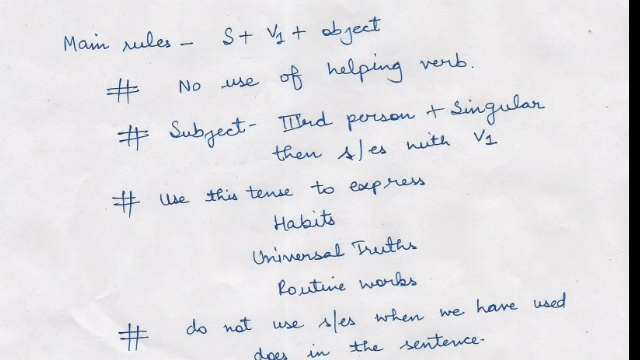 Main rules - S + V1 + object
# No use of helping verb.
# Subject - IIIrd person + Singular
then s/es with V1
# Use this tense to express
Habits
Universal Truths
Routine works
# do not use s/es when we have used
does in the sentence.